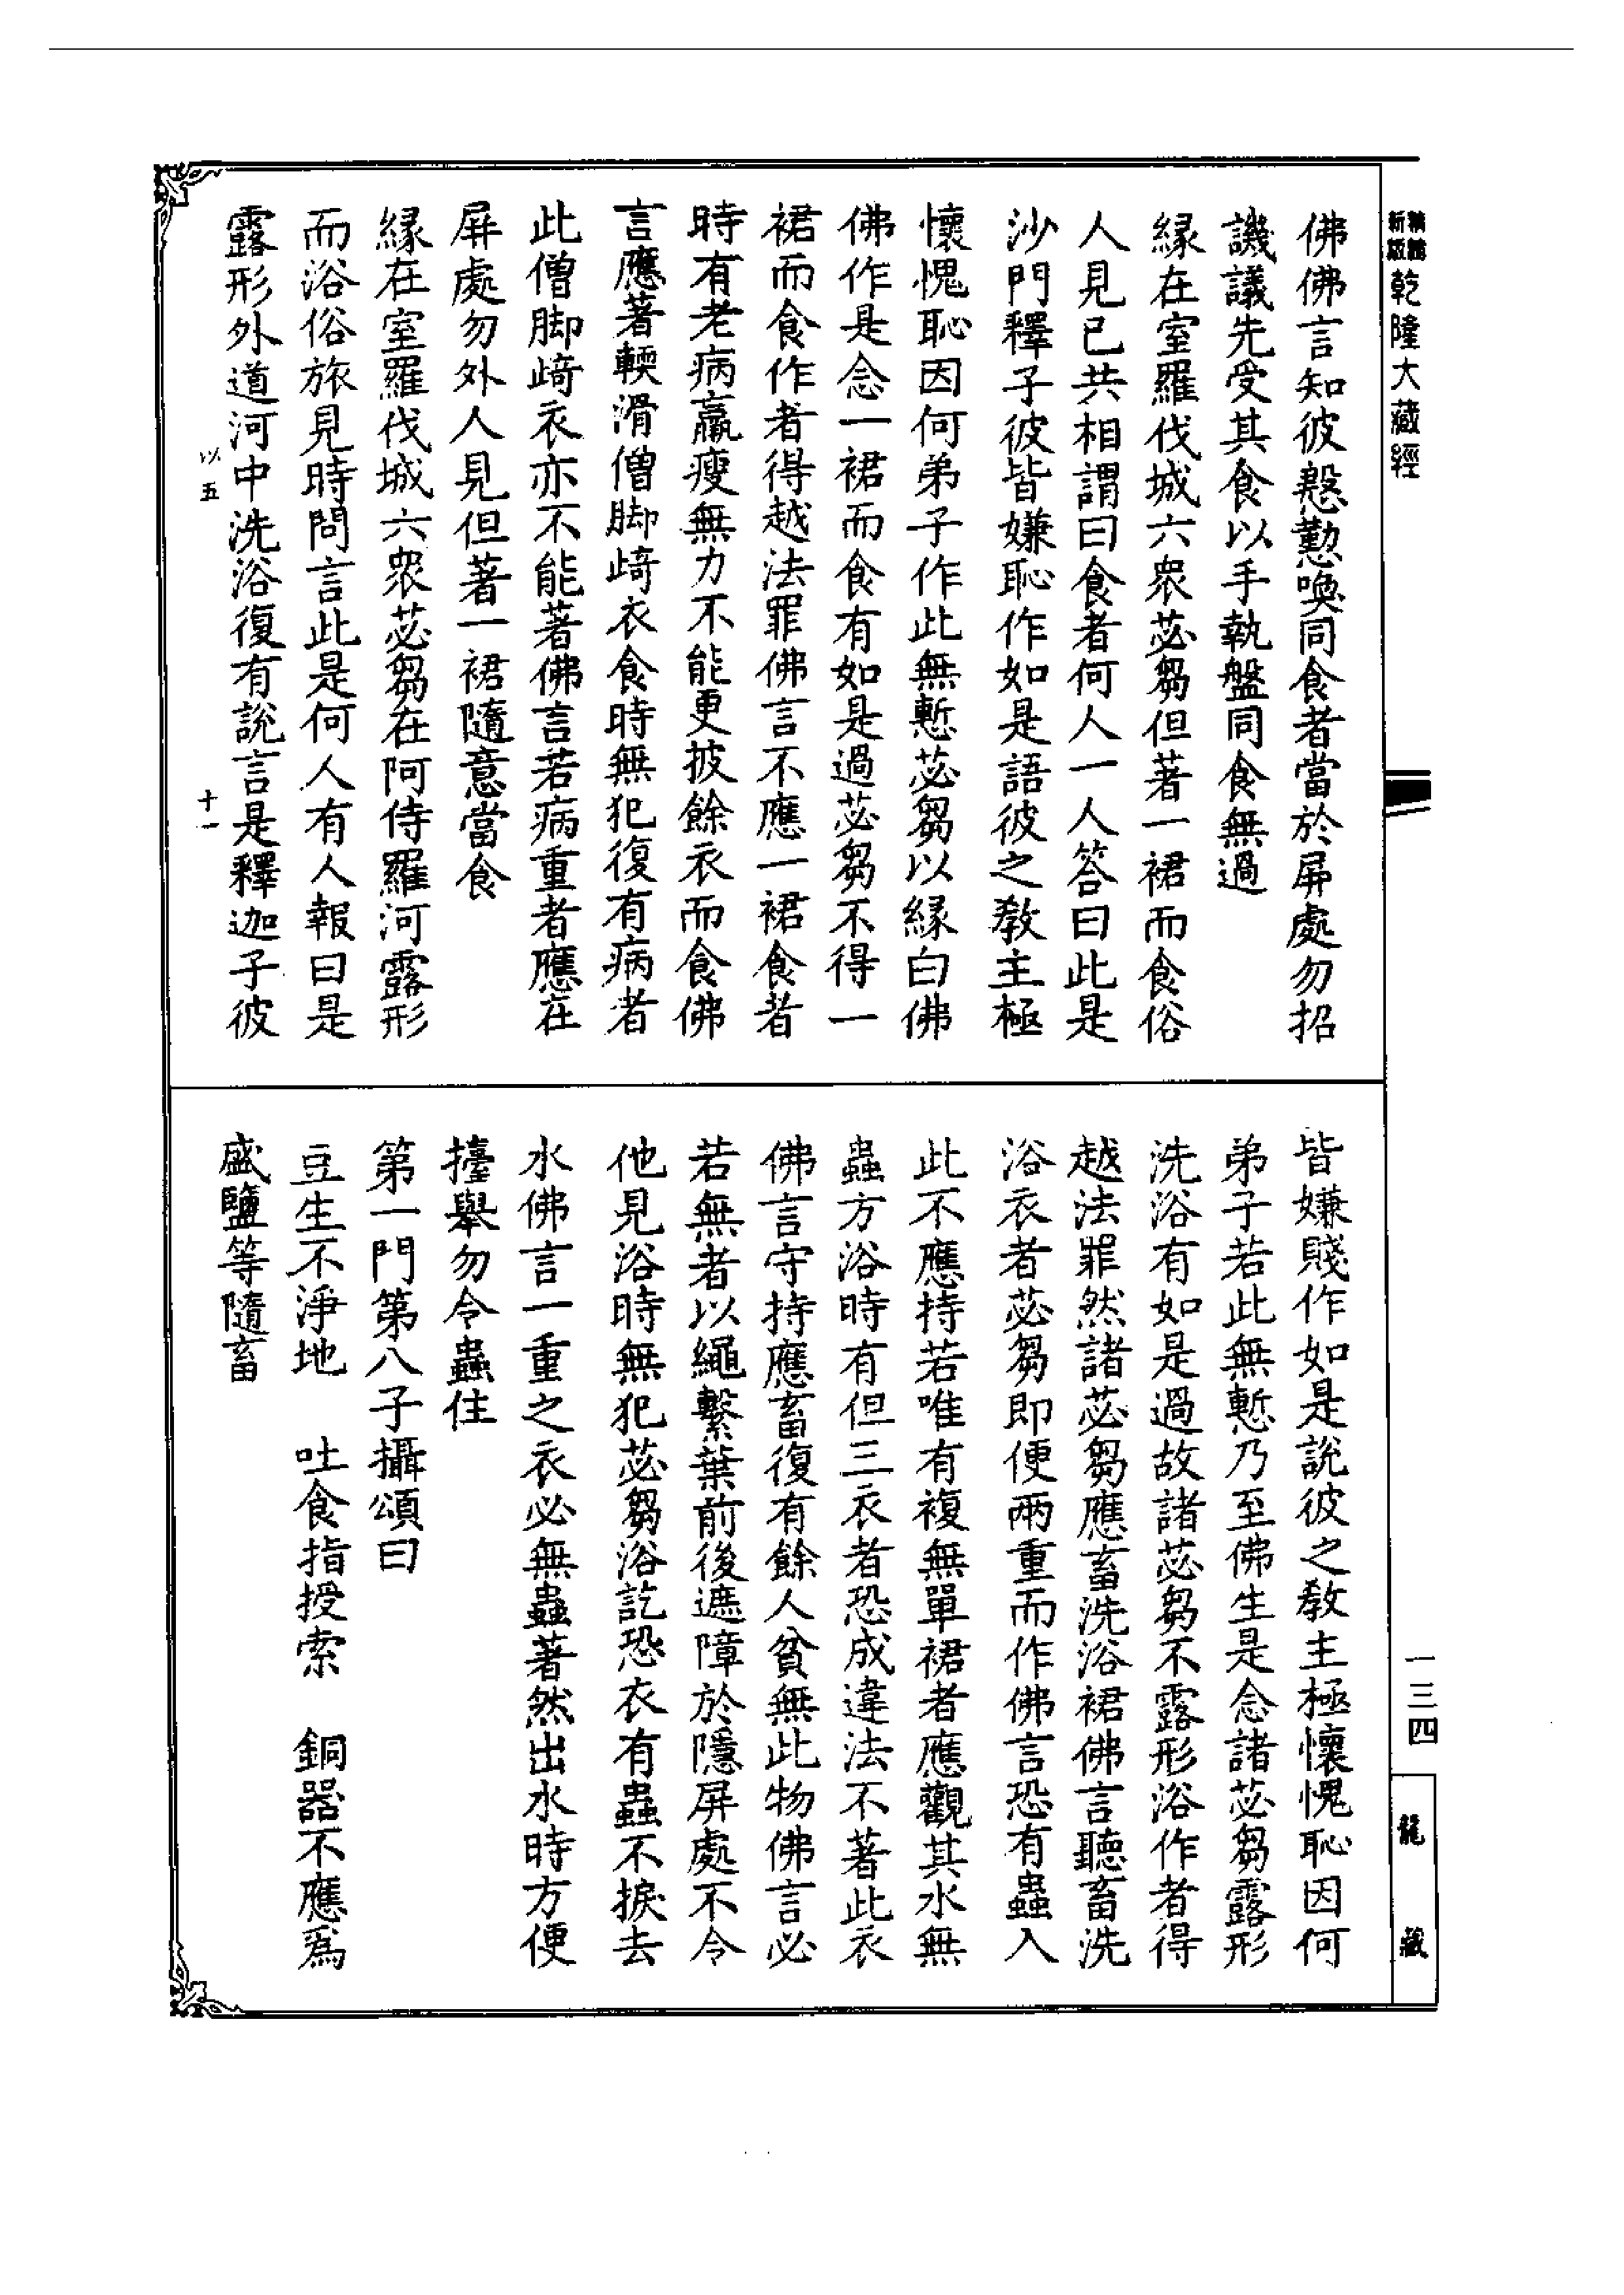 新版精體乾隆大藏經
佛佛言知彼慇懃喚同食者當於屏處勿招
譏議先受其食以手執盤同食無過
緣在室羅伐城六衆苾芻但著一裙而食俗
人見已共相謂曰食者何人一人答曰此是
沙門釋子彼皆嫌恥作如是語彼之敎主極
懷愧恥因何弟子作此無慙苾芻以緣白佛
佛作是念一裙而食有如是過苾芻不得一
裙而食作者得越法罪佛言不應一裙食者
時有老病羸瘦無力不能更披餘衣而食佛
言應著輭滑僧脚崎衣食時無犯復有病者
此僧脚崎衣亦不能著佛言若病重者應在
屏處勿外人見但著一裙隨意當食
緣在室羅伐城六衆苾芻在阿侍羅河露形
而浴俗旅見時問言此是何人有人報曰是
露形外道河中洗浴復有說言是釋迦子彼
以五
十一
皆嫌賤作如是說彼之敎主極懷愧恥因何
弟子若此無慙乃至佛生是念諸苾芻露形
洗浴有如是過故諸苾芻不露形浴作者得
越法罪然諸苾芻應畜洗浴裙佛言聽畜洗
浴衣者苾芻即便兩重而作佛言恐有蟲入
此不應持若唯有複無單裙者應觀其水無
蟲方浴時有但三衣者恐成違法不著此衣
佛言守持應畜復有餘人貧無此物佛言必
若無者以繩繫葉前後遮障於隱屏處不令
他見浴時無犯苾芻浴訖恐衣有蟲不捩去
水佛言一重之衣必無蟲著然出水時方便
擡舉勿令蟲住
第一門第八子攝頌曰
豆生不淨地　吐食指授索　銅器不應爲
盛鹽等隨畜
一三四
龍藏